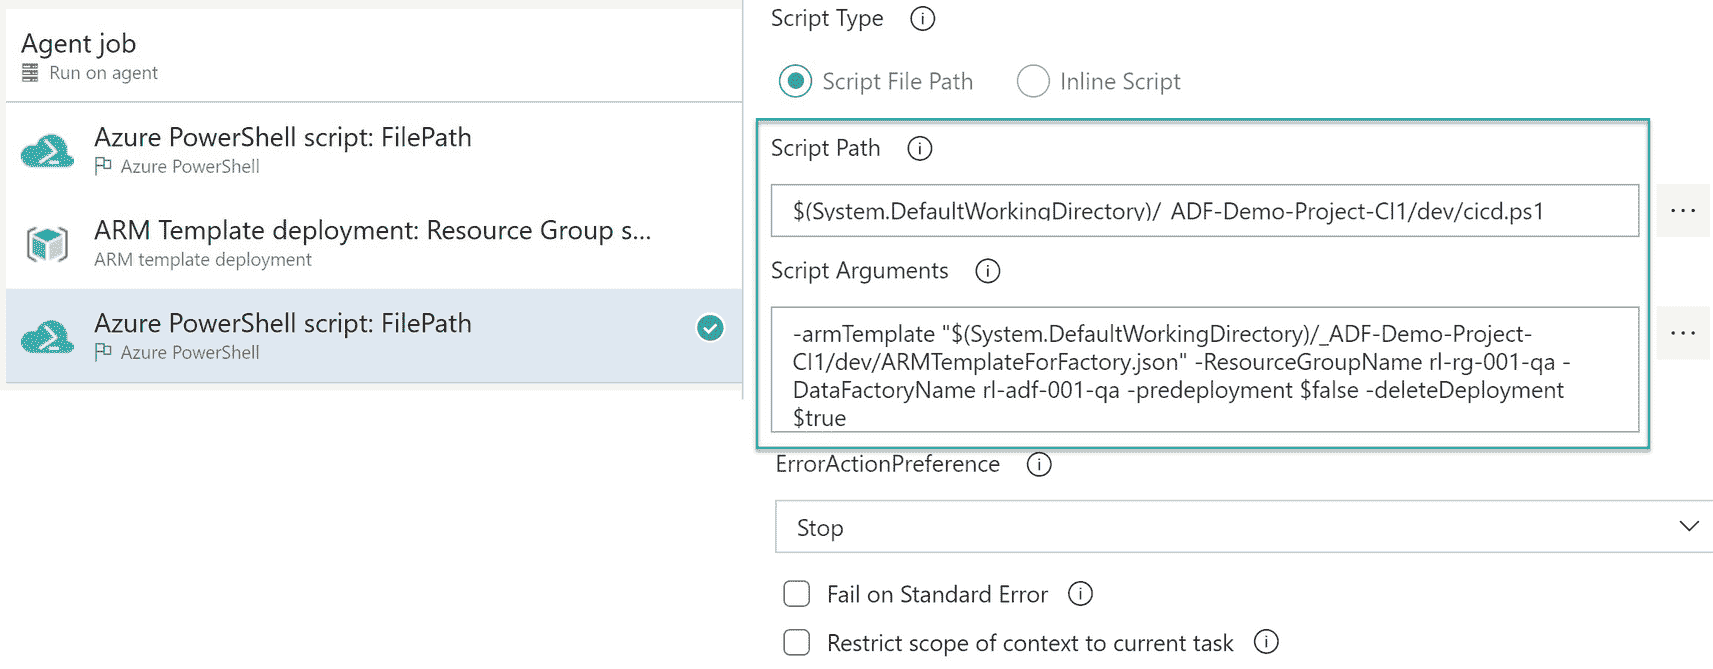 Agent job
Run on agent
Azure PowerShell script: FilePath
Azure PowerShell
ARM Template deployment: Resource Group s...
ARM template deployment
Azure PowerShell script: FilePath
Azure PowerShell
Script Type
Script File Path
Inline Script
Script Path
$(System.DefaultWorkingDirectory)/_ADF-Demo-Project-CI1/dev/cicd.ps1
...
Script Arguments
-armTemplate "$(System.DefaultWorkingDirectory)/_ADF-Demo-Project-
CI1/dev/ARMTemplateForFactory.json" -ResourceGroupName rl-rg-001-qa -
DataFactoryName rl-adf-001-qa -predeployment $false -deleteDeployment
$true
...
ErrorActionPreference
Stop
Fail on Standard Error
Restrict scope of context to current task